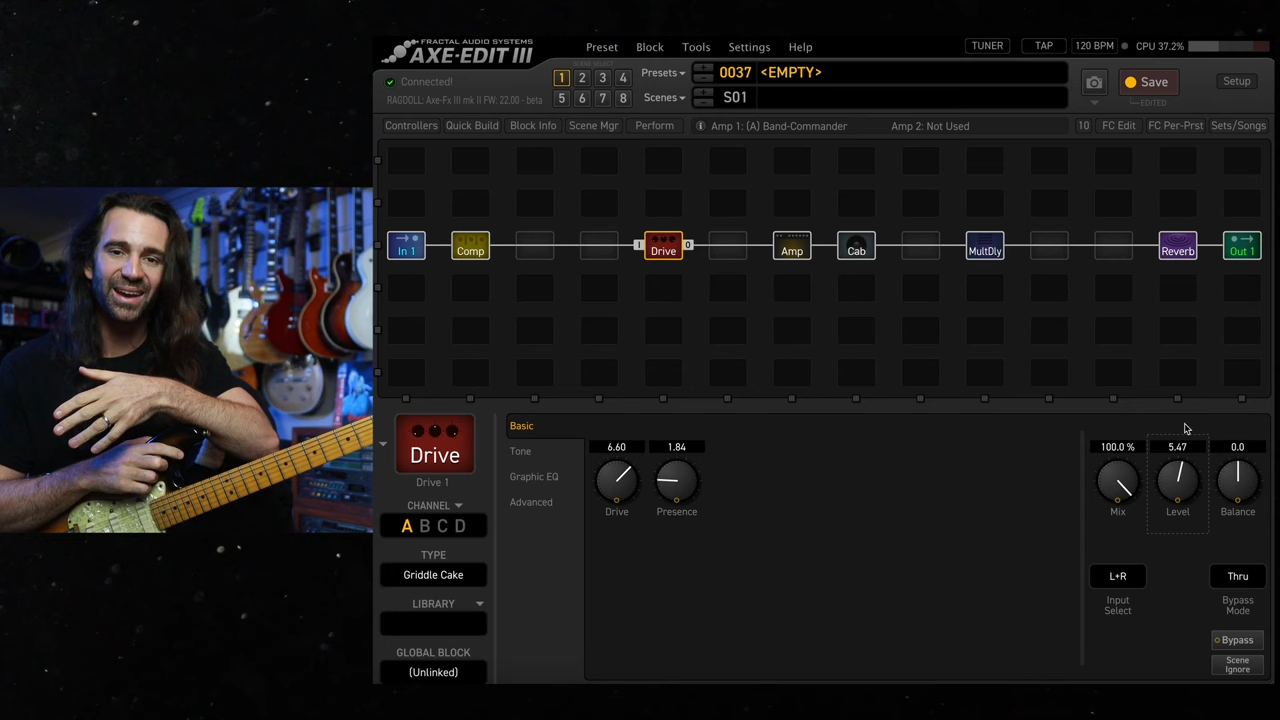 FRACTAL AUDIO SYSTEMS
AXE-EDIT III
Preset Block Tools Settings Help
TUNER TAP 120 BPM CPU 37.2%
Connected!
RAGDOLL: Axe-Fx III mk II FW: 22.00 - beta
SCENE SELECT
1 2 3 4
5 6 7 8
Presets 0037 <EMPTY>
Scenes S01
Save
EDITED
Setup
Controllers Quick Build Block Info Scene Mgr Perform Amp 1: (A) Band-Commander Amp 2: Not Used 10 FC Edit FC Per-Prst Sets/Songs
In 1 Comp I Drive O Amp Cab MultDly Reverb Out 1
Drive
Drive 1
CHANNEL
A B C D
TYPE
Griddle Cake
LIBRARY
GLOBAL BLOCK
(Unlinked)
Basic
Tone
Graphic EQ
Advanced
6.60 1.84
Drive Presence
100.0 % 5.47 0.0
Mix Level Balance
L+R Thru
Input Select
Bypass Mode
Bypass
Scene Ignore